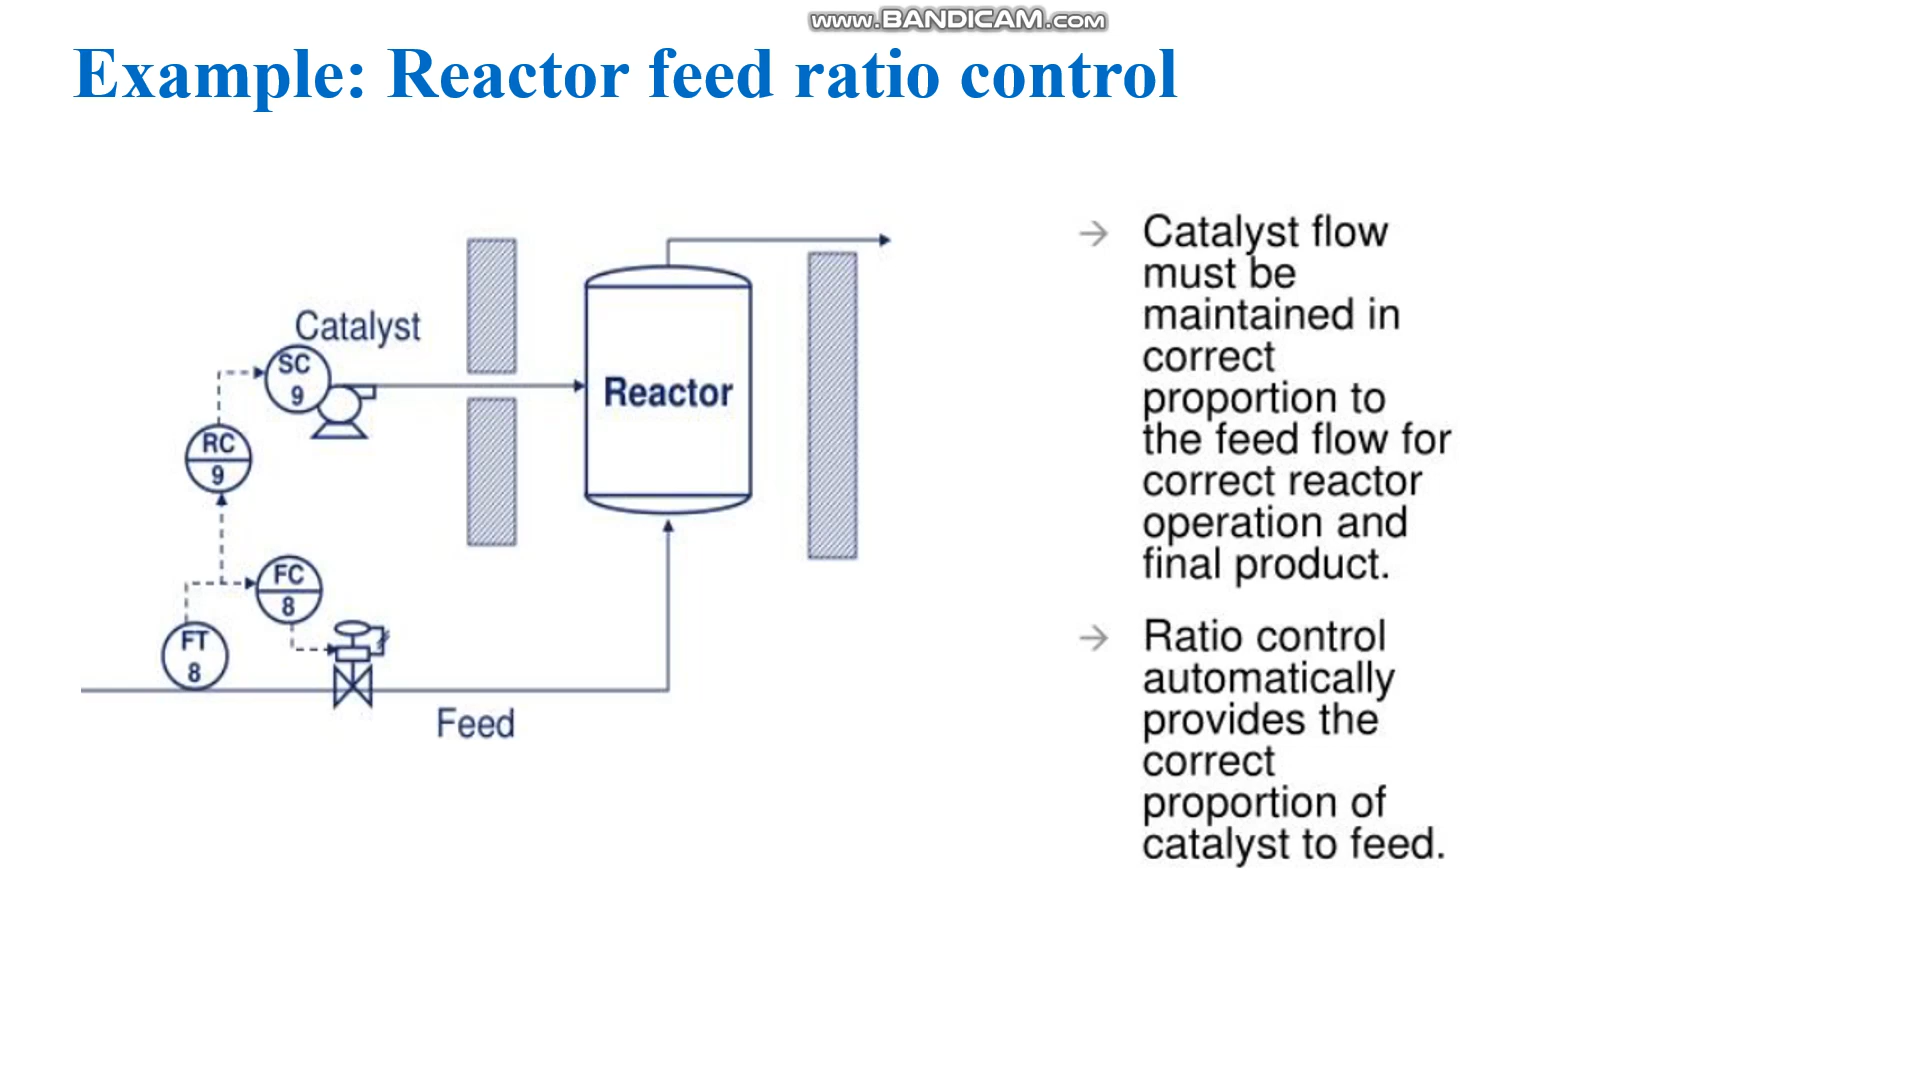 www.BANDICAM.com
Example: Reactor feed ratio control
Catalyst
SC
9
RC
9
FC
8
FT
8
Reactor
Feed
→ Catalyst flow
must be
maintained in
correct
proportion to
the feed flow for
correct reactor
operation and
final product.
→ Ratio control
automatically
provides the
correct
proportion of
catalyst to feed.